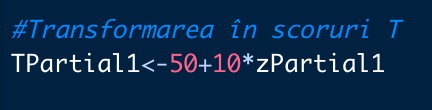 #Transformarea în scoruri T
TPartial1<-50+10*zPartial1